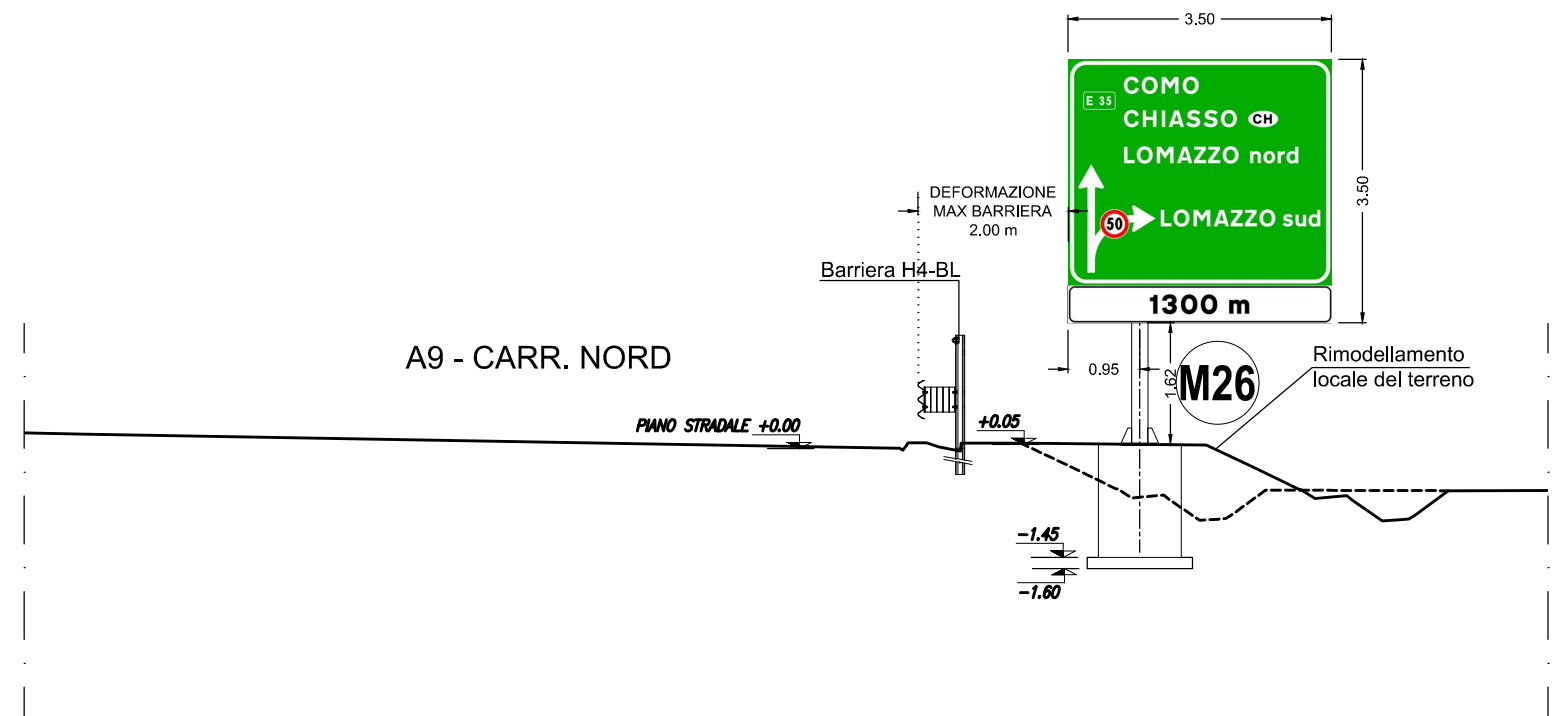 3.50
COMO
E 35
CHIASSO CH
LOMAZZO nord
3.50
DEFORMAZIONE
MAX BARRIERA
2.00 m
50
LOMAZZO sud
Barriera H4-BL
1300 m
A9 - CARR. NORD
0.95
1.62
M26
Rimodellamento
locale del terreno
PIANO STRADALE +0.00
+0.05
-1.45
-1.60